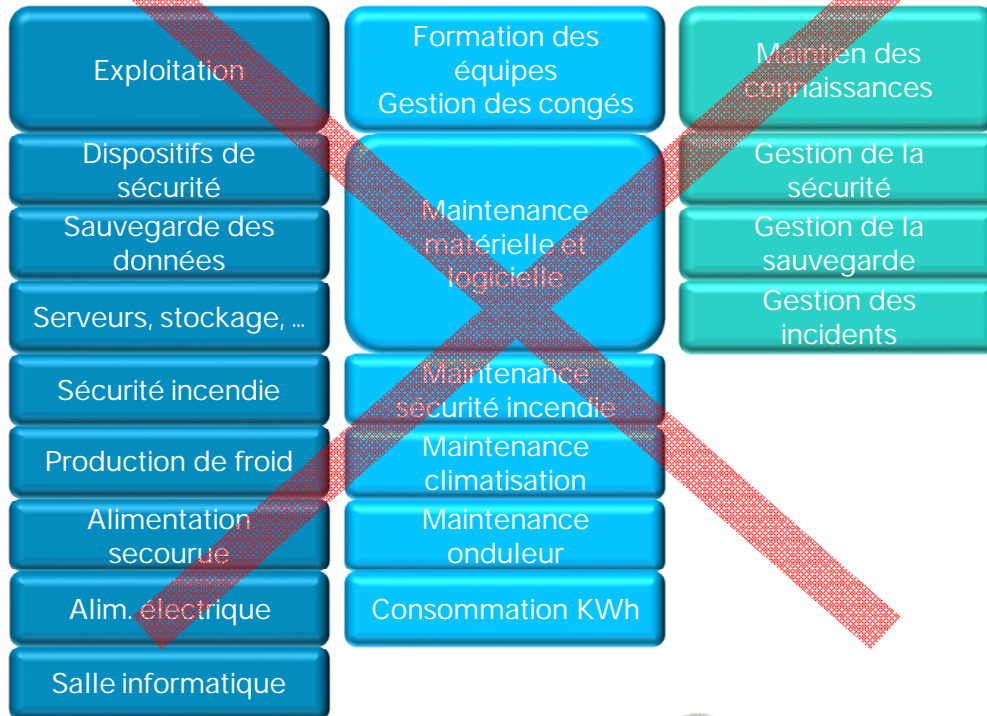 Exploitation
Dispositifs de
sécurité
Sauvegarde des
données
Serveurs, stockage, ...
Sécurité incendie
Production de froid
Alimentation
secourue
Alim. électrique
Salle informatique
Formation des
équipes
Gestion des congés
Maintenance
matérielle et
logicielle
Maintenance
sécurité incendie
Maintenance
climatisation
Maintenance
onduleur
Consommation KWh
Maintien des
connaissances
Gestion de la
sécurité
Gestion de la
sauvegarde
Gestion des
incidents